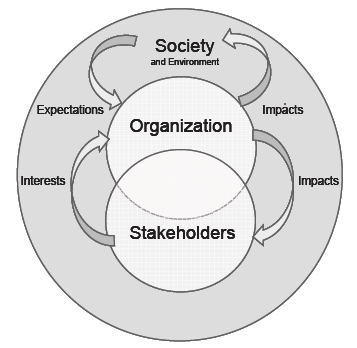 Society
and Environment
Expectations
Impacts
Organization
Interests
Impacts
Stakeholders